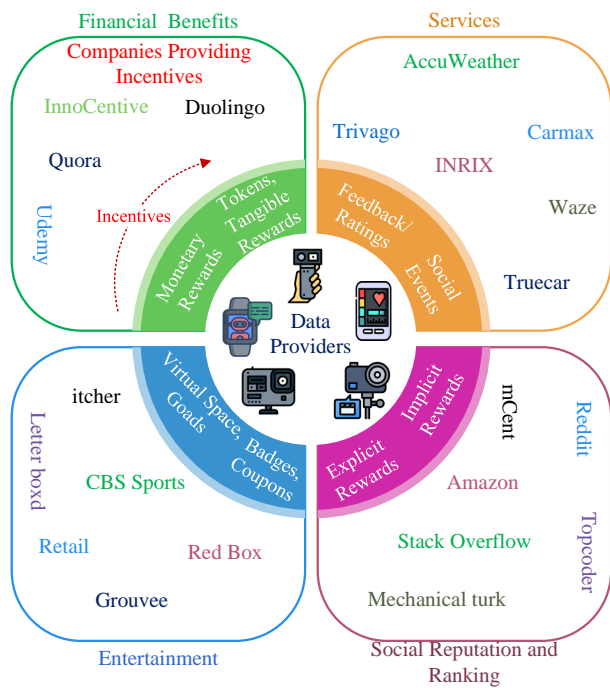 Financial Benefits
Companies Providing
Incentives
InnoCentive
Duolingo
Quora
Udemy
Incentives
Monetary
Rewards
Tokens,
Tangible
Rewards
Services
AccuWeather
Trivago
Carmax
INRIX
Waze
Truecar
Feedback/
Ratings
Social
Events
Data
Providers
itcher
Letter boxd
CBS Sports
Retail
Red Box
Grouvee
Virtual Space, Badges,
Goads
Coupons
Entertainment
Explicit
Rewards
Implicit Rewards
mCent
Reddit
Amazon
Stack Overflow
Topcoder
Mechanical turk
Social Reputation and
Ranking